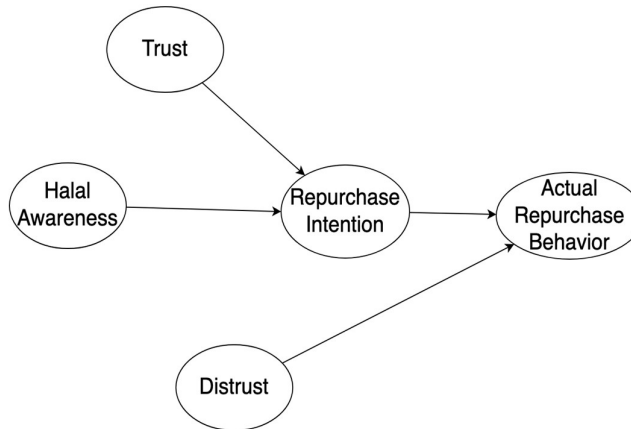 Trust
Halal
Awareness
Repurchase
Intention
Actual
Repurchase
Behavior
Distrust